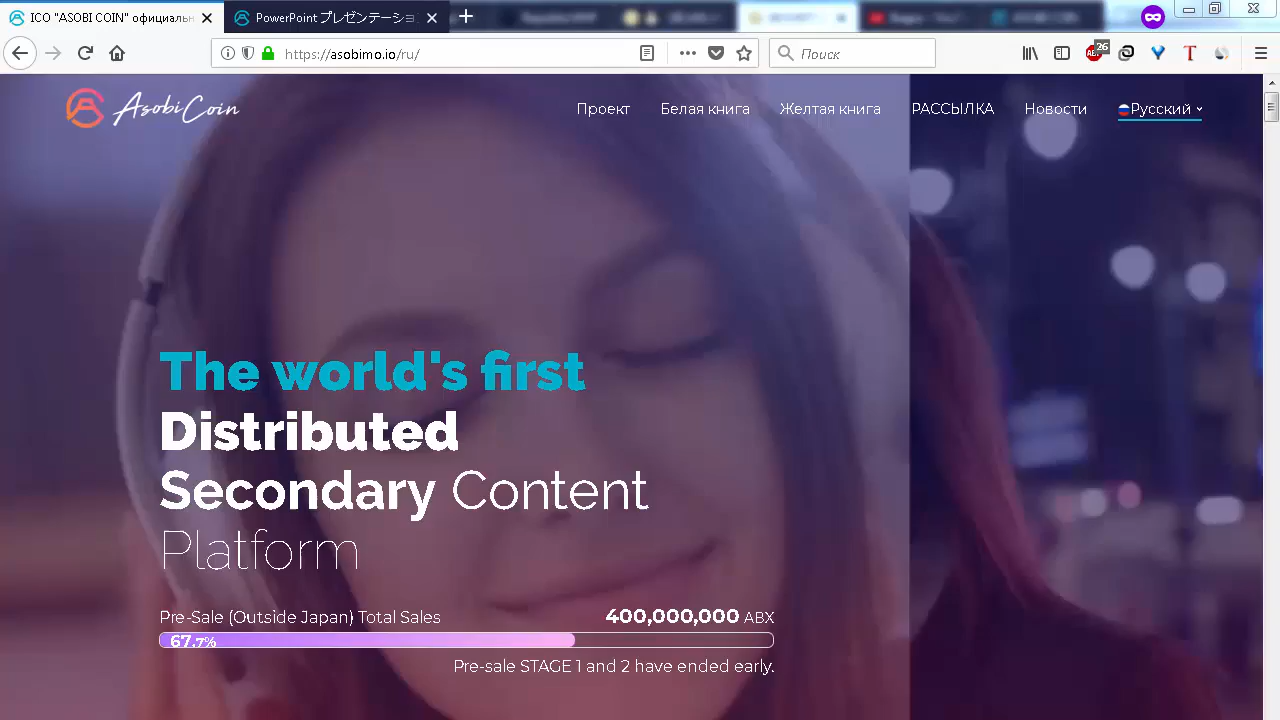 ICO "ASOBI COIN" официальн
PowerPoint プレゼンテーショ
https://asobimo.io/ru/
Поиск
26
AsobiCoin
Проект
Белая книга
Желтая книга
РАССЫЛКА
Новости
Русский
The world's first
Distributed
Secondary Content
Platform
Pre-Sale (Outside Japan) Total Sales
400,000,000 ABX
67.7%
Pre-sale STAGE 1 and 2 have ended early.